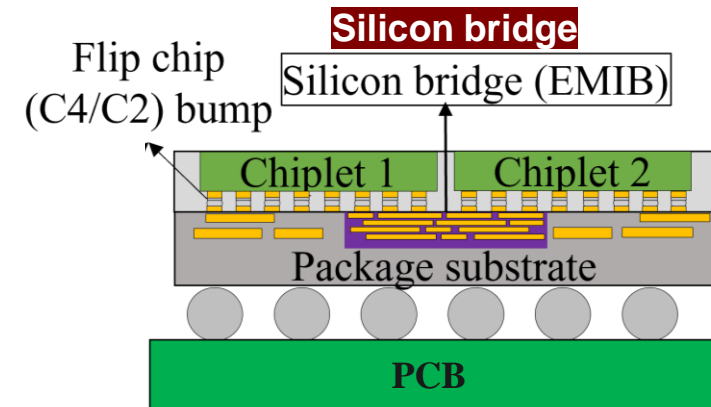 Silicon bridge
Flip chip
(C4/C2) bump
Silicon bridge (EMIB)
Chiplet 1
Chiplet 2
Package substrate
PCB